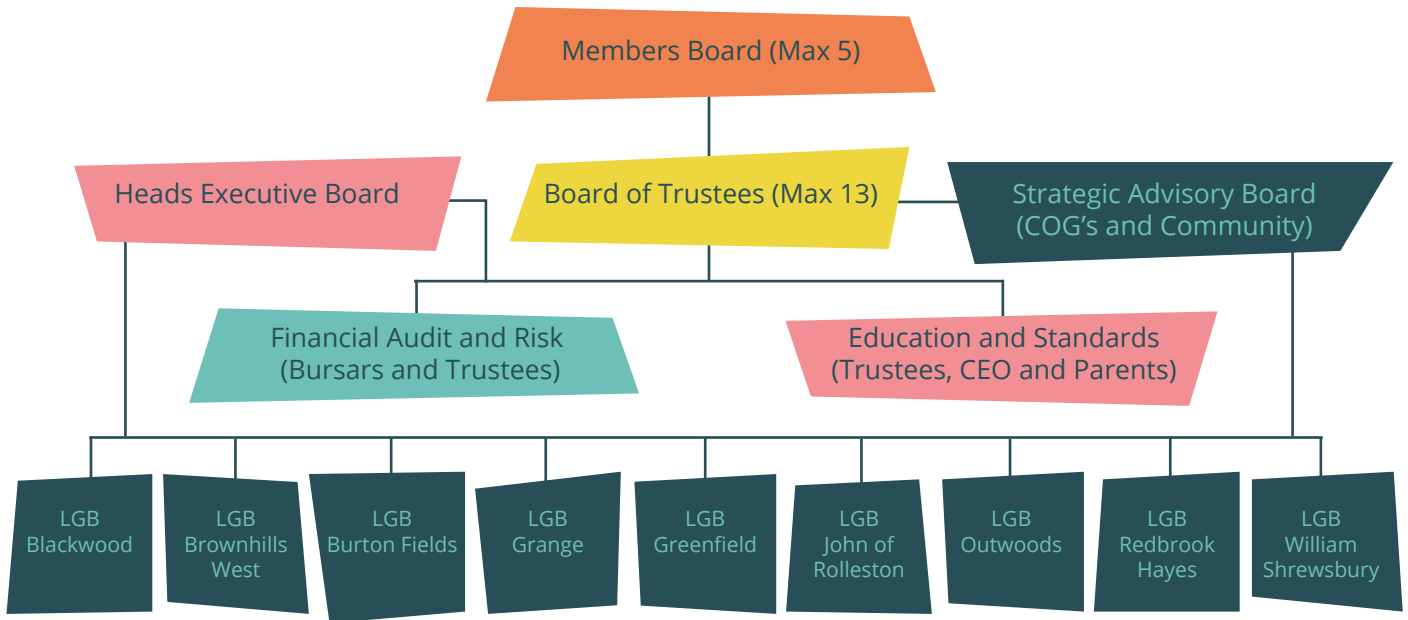 Members Board (Max 5)
Heads Executive Board
Board of Trustees (Max 13)
Strategic Advisory Board
(COG’s and Community)
Financial Audit and Risk
(Bursars and Trustees)
Education and Standards
(Trustees, CEO and Parents)
LGB
Blackwood
LGB
Brownhills
West
LGB
Burton Fields
LGB
Grange
LGB
Greenfield
LGB
John of
Rolleston
LGB
Outwoods
LGB
Redbrook
Hayes
LGB
William
Shrewsbury